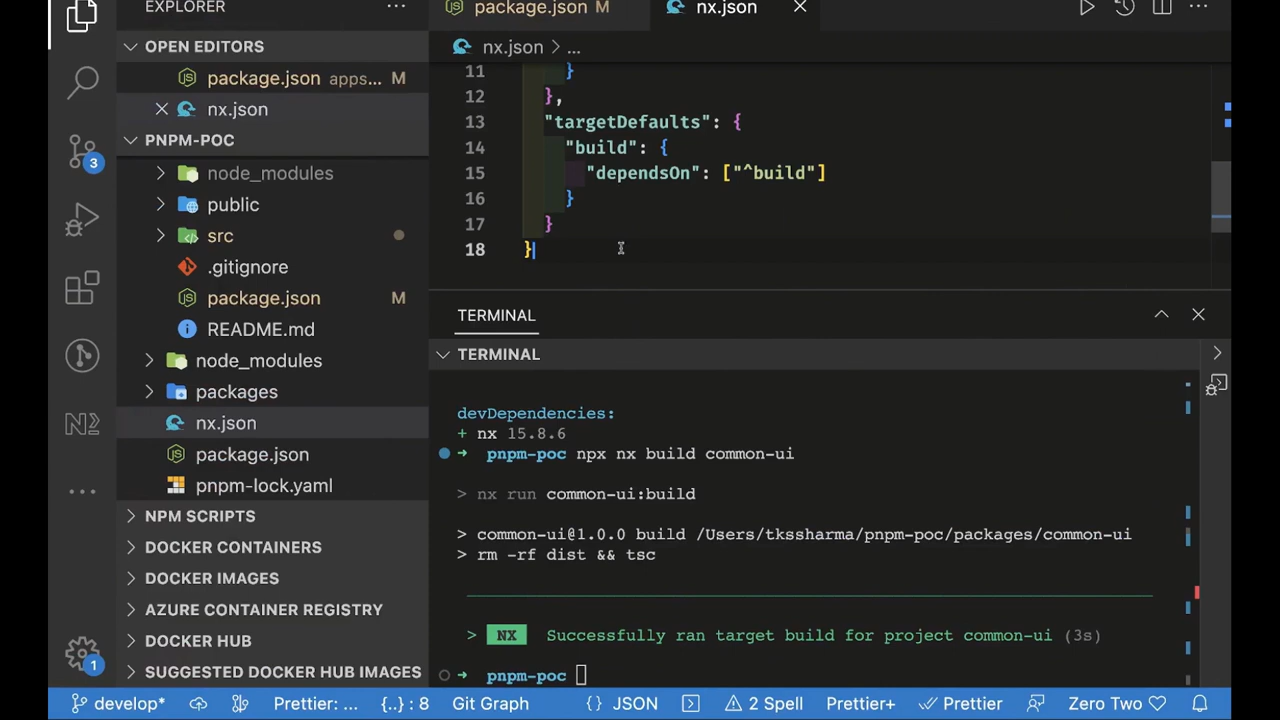 EXPLORER
OPEN EDITORS
package.json apps... M
nx.json
PNPM-POC
node_modules
public
src
.gitignore
package.json M
README.md
node_modules
packages
nx.json
package.json
pnpm-lock.yaml
NPM SCRIPTS
DOCKER CONTAINERS
DOCKER IMAGES
AZURE CONTAINER REGISTRY
DOCKER HUB
SUGGESTED DOCKER HUB IMAGES
3
1
package.json M
nx.json
nx.json > ...
11 }
12 },
13 "targetDefaults": {
14 "build": {
15 "dependsOn": ["^build"]
16 }
17 }
18 }
TERMINAL
TERMINAL
devDependencies:
+ nx 15.8.6
➜ pnpm-poc npx nx build common-ui
> nx run common-ui:build
> common-ui@1.0.0 build /Users/tkssharma/pnpm-poc/packages/common-ui
> rm -rf dist && tsc
> NX Successfully ran target build for project common-ui (3s)
➜ pnpm-poc
develop* Prettier: ... {..} : 8 Git Graph { } JSON 2 Spell Prettier+ Prettier Zero Two